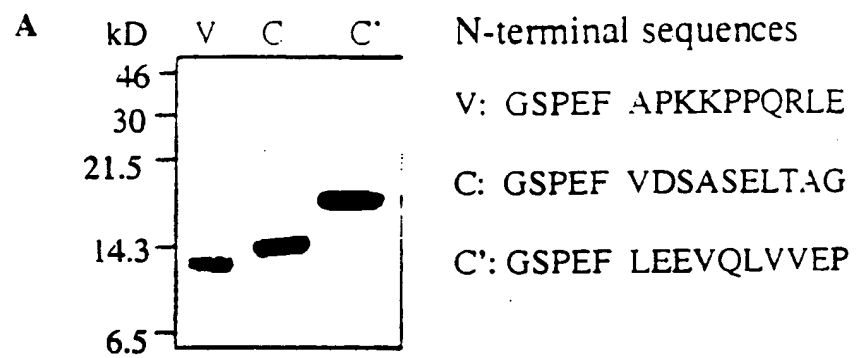 A kD V C C' N-terminal sequences
46
V: GSPEF APKKPPQRLE
30
21.5
C: GSPEF VDSASELTAG
14.3
C': GSPEF LEEVQLVVEP
6.5